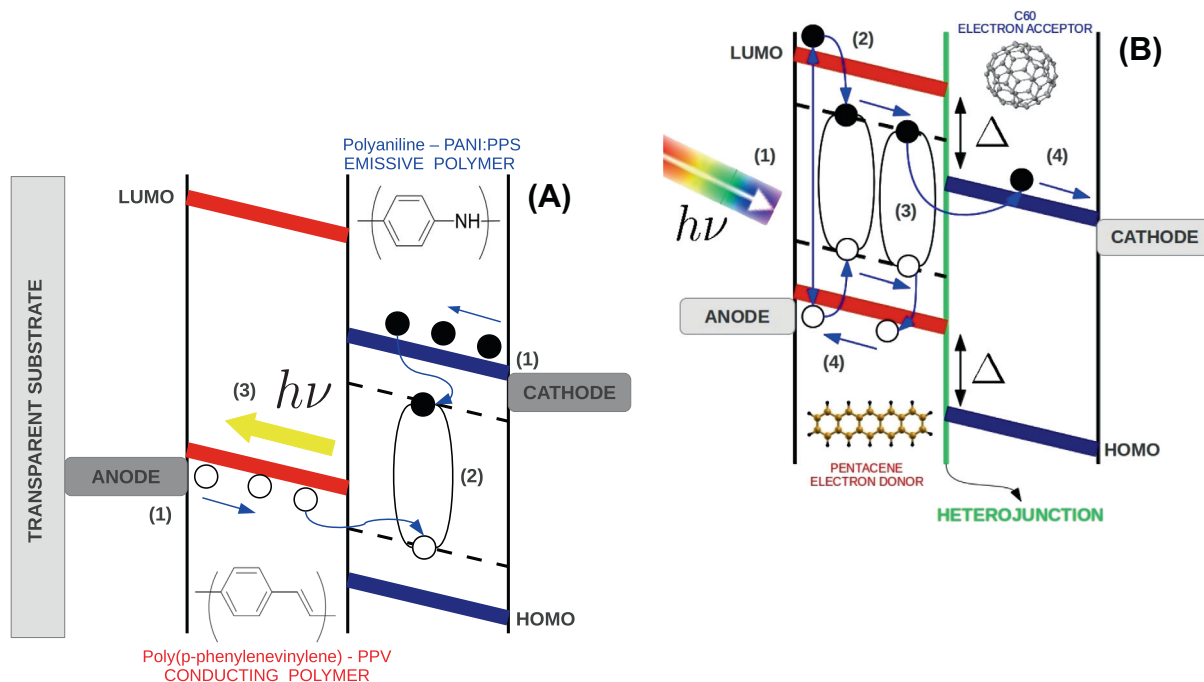 (A)
Polyaniline – PANI:PPS
EMISSIVE POLYMER
NH
LUMO
TRANSPARENT SUBSTRATE
(1)
CATHODE
(3)
hν
ANODE
(1)
(2)
HOMO
Poly(p-phenylenevinylene) - PPV
CONDUCTING POLYMER
C60
ELECTRON ACCEPTOR
(B)
LUMO
(2)
Δ
(1)
(4)
hν
(3)
CATHODE
ANODE
(4)
Δ
HOMO
PENTACENE
ELECTRON DONOR
HETEROJUNCTION